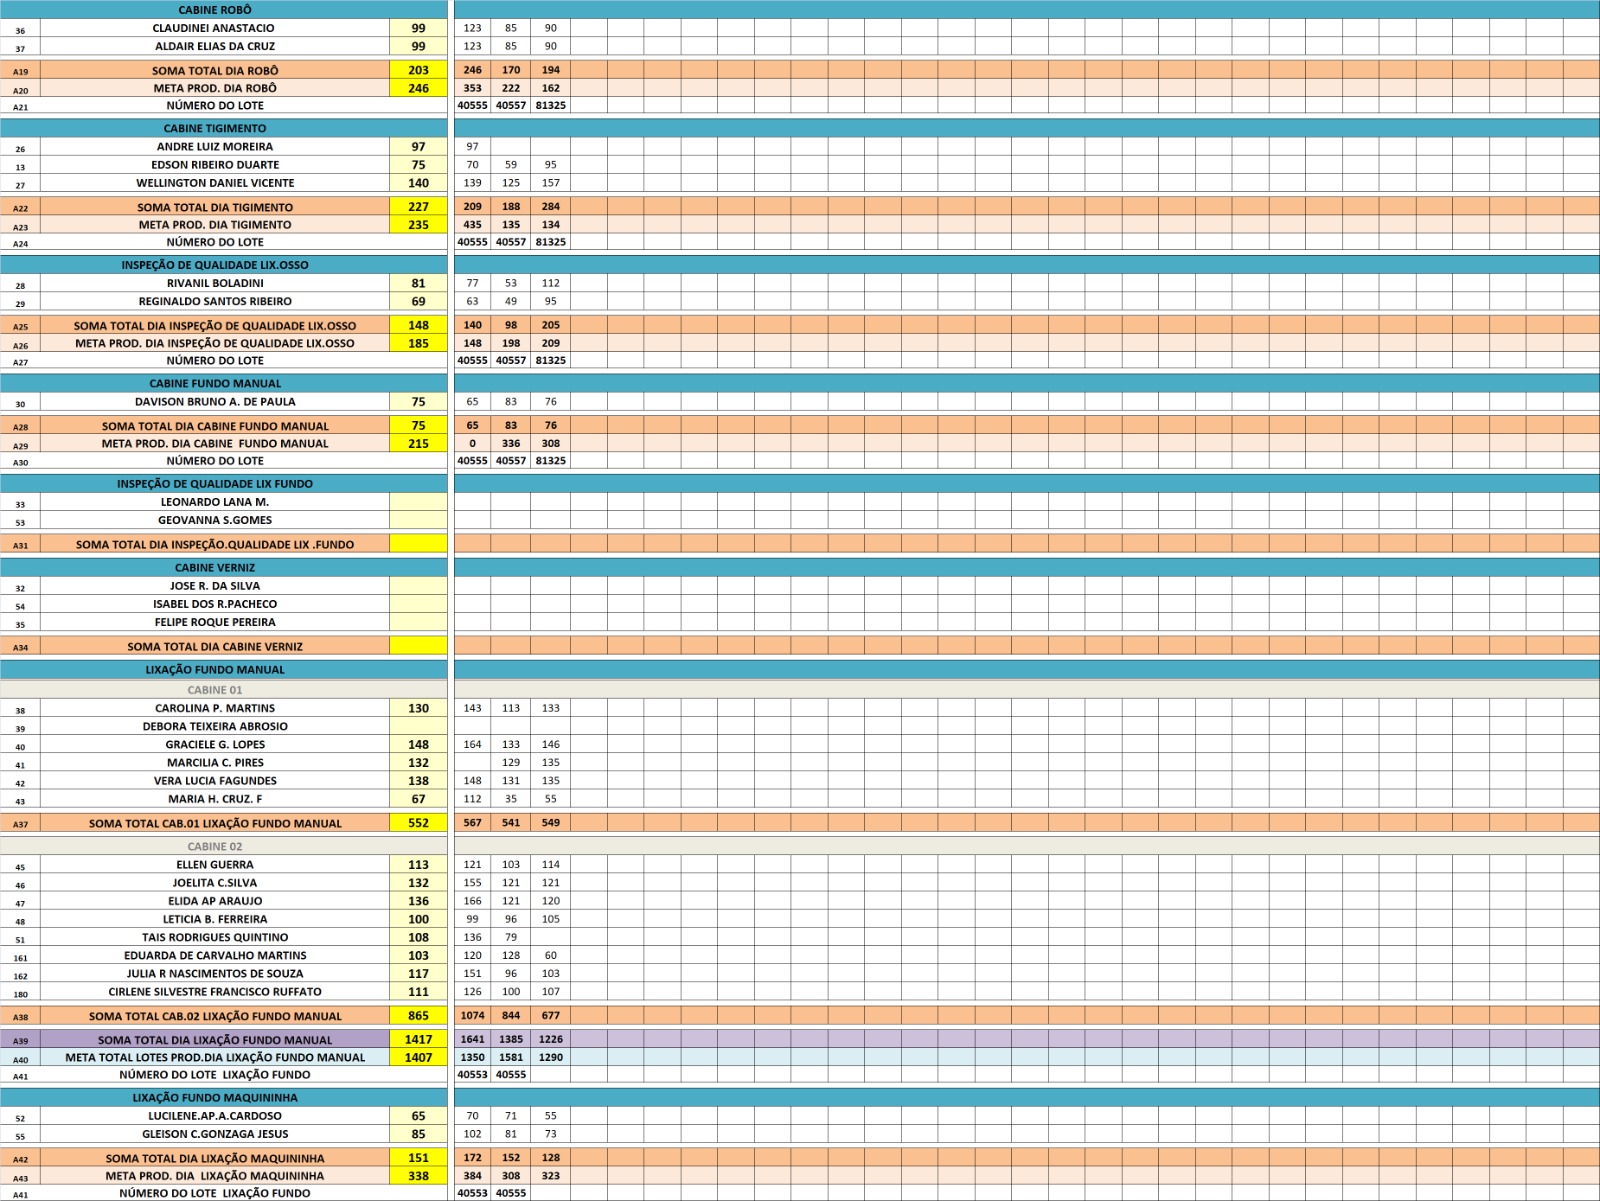 CABINE ROBÔ
36 CLAUDINEI ANASTACIO 99 123 85 90
37 ALDAIR ELIAS DA CRUZ 99 123 85 90
A19 SOMA TOTAL DIA ROBÔ 203 246 170 194
A20 META PROD. DIA ROBÔ 246 353 222 162
A21 NÚMERO DO LOTE 40555 40557 81325
CABINE TIGIMENTO
26 ANDRE LUIZ MOREIRA 97 97
13 EDSON RIBEIRO DUARTE 75 70 59 95
27 WELLINGTON DANIEL VICENTE 140 139 125 157
A22 SOMA TOTAL DIA TIGIMENTO 227 209 188 284
A23 META PROD. DIA TIGIMENTO 235 435 135 134
A24 NÚMERO DO LOTE 40555 40557 81325
INSPEÇÃO DE QUALIDADE LIX.OSSO
28 RIVANIL BOLADINI 81 77 53 112
29 REGINALDO SANTOS RIBEIRO 69 63 49 95
A25 SOMA TOTAL DIA INSPEÇÃO DE QUALIDADE LIX.OSSO 148 140 98 205
A26 META PROD. DIA INSPEÇÃO DE QUALIDADE LIX.OSSO 185 148 198 209
A27 NÚMERO DO LOTE 40555 40557 81325
CABINE FUNDO MANUAL
30 DAVISON BRUNO A. DE PAULA 75 65 83 76
A28 SOMA TOTAL DIA CABINE FUNDO MANUAL 75 65 83 76
A29 META PROD. DIA CABINE FUNDO MANUAL 215 0 336 308
A30 NÚMERO DO LOTE 40555 40557 81325
INSPEÇÃO DE QUALIDADE LIX FUNDO
33 LEONARDO LANA M.
53 GEOVANNA S.GOMES
A31 SOMA TOTAL DIA INSPEÇÃO.QUALIDADE LIX .FUNDO
CABINE VERNIZ
32 JOSE R. DA SILVA
54 ISABEL DOS R.PACHECO
35 FELIPE ROQUE PEREIRA
A34 SOMA TOTAL DIA CABINE VERNIZ
LIXAÇÃO FUNDO MANUAL
CABINE 01
38 CAROLINA P. MARTINS 130 143 113 133
39 DEBORA TEIXEIRA ABROSIO
40 GRACIELE G. LOPES 148 164 133 146
41 MARCILIA C. PIRES 132 129 135
42 VERA LUCIA FAGUNDES 138 148 131 135
43 MARIA H. CRUZ. F 67 112 35 55
A37 SOMA TOTAL CAB.01 LIXAÇÃO FUNDO MANUAL 552 567 541 549
CABINE 02
45 ELLEN GUERRA 113 121 103 114
46 JOELITA C.SILVA 132 155 121 121
47 ELIDA AP ARAUJO 136 166 121 120
48 LETICIA B. FERREIRA 100 99 96 105
51 TAIS RODRIGUES QUINTINO 108 136 79
161 EDUARDA DE CARVALHO MARTINS 103 120 128 60
162 JULIA R NASCIMENTOS DE SOUZA 117 151 96 103
180 CIRLENE SILVESTRE FRANCISCO RUFFATO 111 126 100 107
A38 SOMA TOTAL CAB.02 LIXAÇÃO FUNDO MANUAL 865 1074 844 677
A39 SOMA TOTAL DIA LIXAÇÃO FUNDO MANUAL 1417 1641 1385 1226
A40 META TOTAL LOTES PROD.DIA LIXAÇÃO FUNDO MANUAL 1407 1350 1581 1290
A41 NÚMERO DO LOTE LIXAÇÃO FUNDO 40553 40555
LIXAÇÃO FUNDO MAQUININHA
52 LUCILENE.AP.A.CARDOSO 65 70 71 55
55 GLEISON C.GONZAGA JESUS 85 102 81 73
A42 SOMA TOTAL DIA LIXAÇÃO MAQUININHA 151 172 152 128
A43 META PROD. DIA LIXAÇÃO MAQUININHA 338 384 308 323
A41 NÚMERO DO LOTE LIXAÇÃO FUNDO 40553 40555